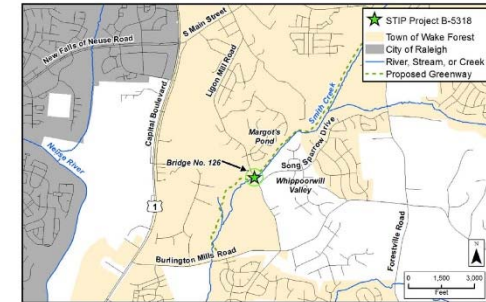 STIP Project B-5318
Town of Wake Forest
City of Raleigh
River, Stream, or Creek
Proposed Greenway
S Main Street
New Falls of Neuse Road
Ligon Mill Road
Capital Boulevard
Smith Creek
Margot's
Pond
Song Sparrow Drive
Bridge No. 126
Neuse River
Whippoorwill
Valley
1
Forestville Road
Burlington Mills Road
N
0 1,500 3,000
Feet